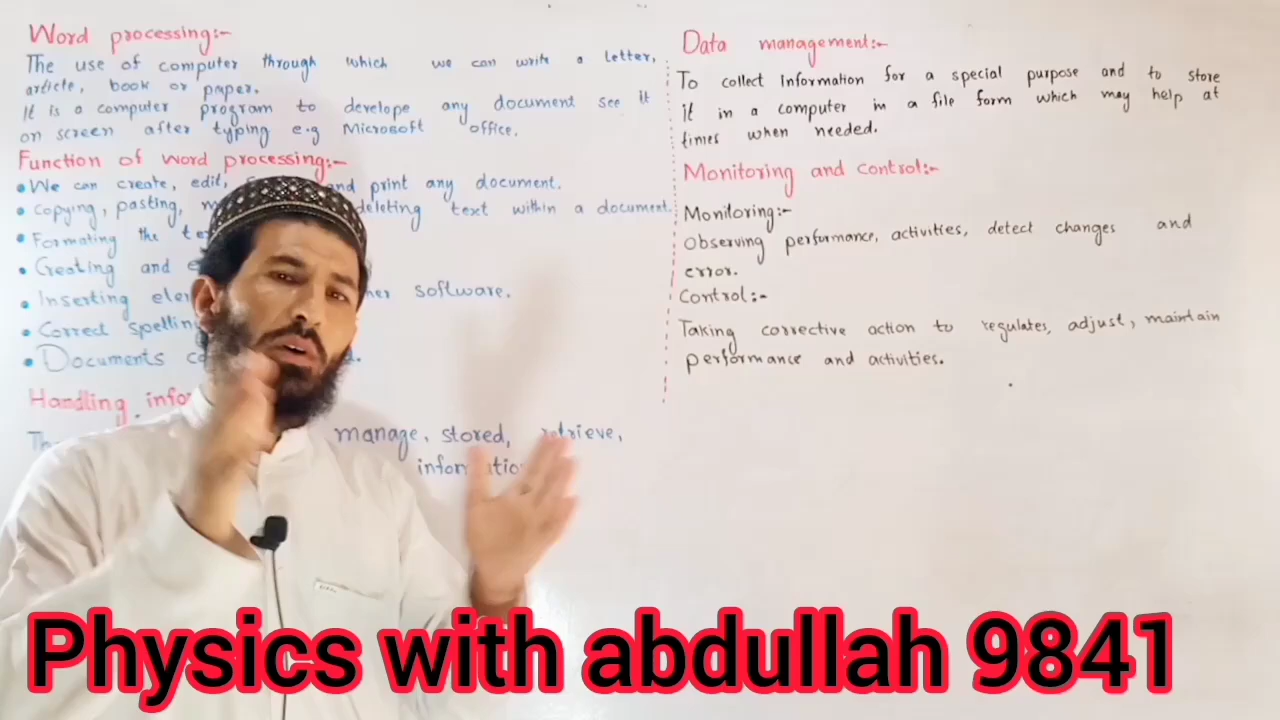 Word processing:-
The use of computer through which we can write a letter,
article, book or paper.
It is a computer program to develope any document see it
on screen after typing e.g Microsoft office.
Function of word processing:-
• We can create, edit, and print any document.
• Copying, pasting, deleting text within a document.
• Formating the
• Creating and
• Inserting software.
• Correct
• Documents
Handling
manage, stored, retrieve,
Data management:-
To collect Information for a special purpose and to store
it in a computer in a file form which may help at
times when needed.
Monitoring and control:-
Monitoring:-
Observing performance, activities, detect changes and
error.
Control:-
Taking corrective action to regulates, adjust, maintain
performance and activities.
Physics with abdullah 9841